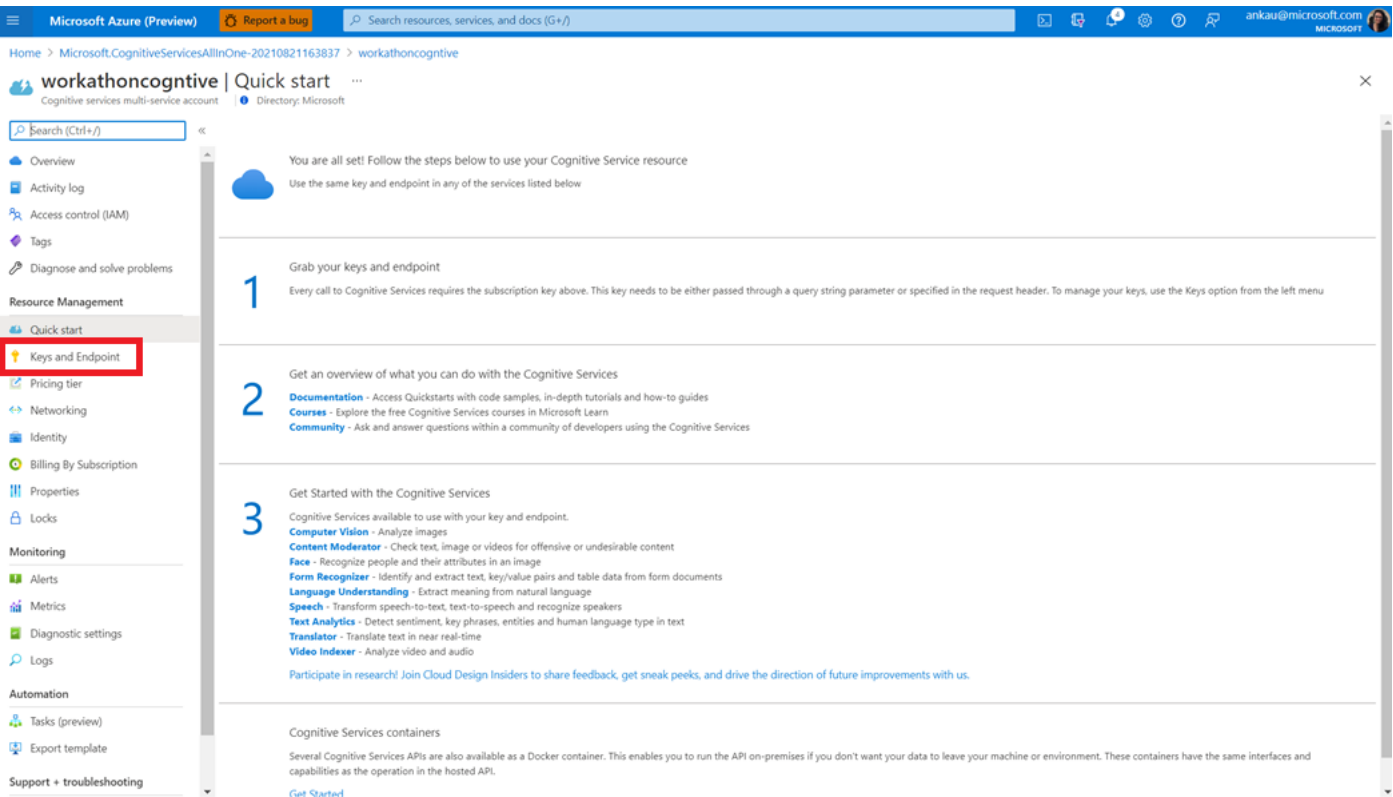 Microsoft Azure (Preview)
Report a bug
Search resources, services, and docs (G+/)
4
ankau@microsoft.com
MICROSOFT
Home > Microsoft.CognitiveServicesAllInOne-20210821163837 > workathoncogntive
workathoncogntive | Quick start ...
Cognitive services multi-service account
Directory: Microsoft
Search (Ctrl+/)
Overview
Activity log
Access control (IAM)
Tags
Diagnose and solve problems
Resource Management
Quick start
Keys and Endpoint
Pricing tier
Networking
Identity
Billing By Subscription
Properties
Locks
Monitoring
Alerts
Metrics
Diagnostic settings
Logs
Automation
Tasks (preview)
Export template
Support + troubleshooting
You are all set! Follow the steps below to use your Cognitive Service resource
Use the same key and endpoint in any of the services listed below
1
Grab your keys and endpoint
Every call to Cognitive Services requires the subscription key above. This key needs to be either passed through a query string parameter or specified in the request header. To manage your keys, use the Keys option from the left menu
2
Get an overview of what you can do with the Cognitive Services
Documentation - Access Quickstarts with code samples, in-depth tutorials and how-to guides
Courses - Explore the free Cognitive Services courses in Microsoft Learn
Community - Ask and answer questions within a community of developers using the Cognitive Services
3
Get Started with the Cognitive Services
Cognitive Services available to use with your key and endpoint.
Computer Vision - Analyze images
Content Moderator - Check text, image or videos for offensive or undesirable content
Face - Recognize people and their attributes in an image
Form Recognizer - Identify and extract text, key/value pairs and table data from form documents
Language Understanding - Extract meaning from natural language
Speech - Transform speech-to-text, text-to-speech and recognize speakers
Text Analytics - Detect sentiment, key phrases, entities and human language type in text
Translator - Translate text in near real-time
Video Indexer - Analyze video and audio
Participate in research! Join Cloud Design Insiders to share feedback, get sneak peeks, and drive the direction of future improvements with us.
Cognitive Services containers
Several Cognitive Services APIs are also available as a Docker container. This enables you to run the API on-premises if you don't want your data to leave your machine or environment. These containers have the same interfaces and
capabilities as the operation in the hosted API.
Get Started